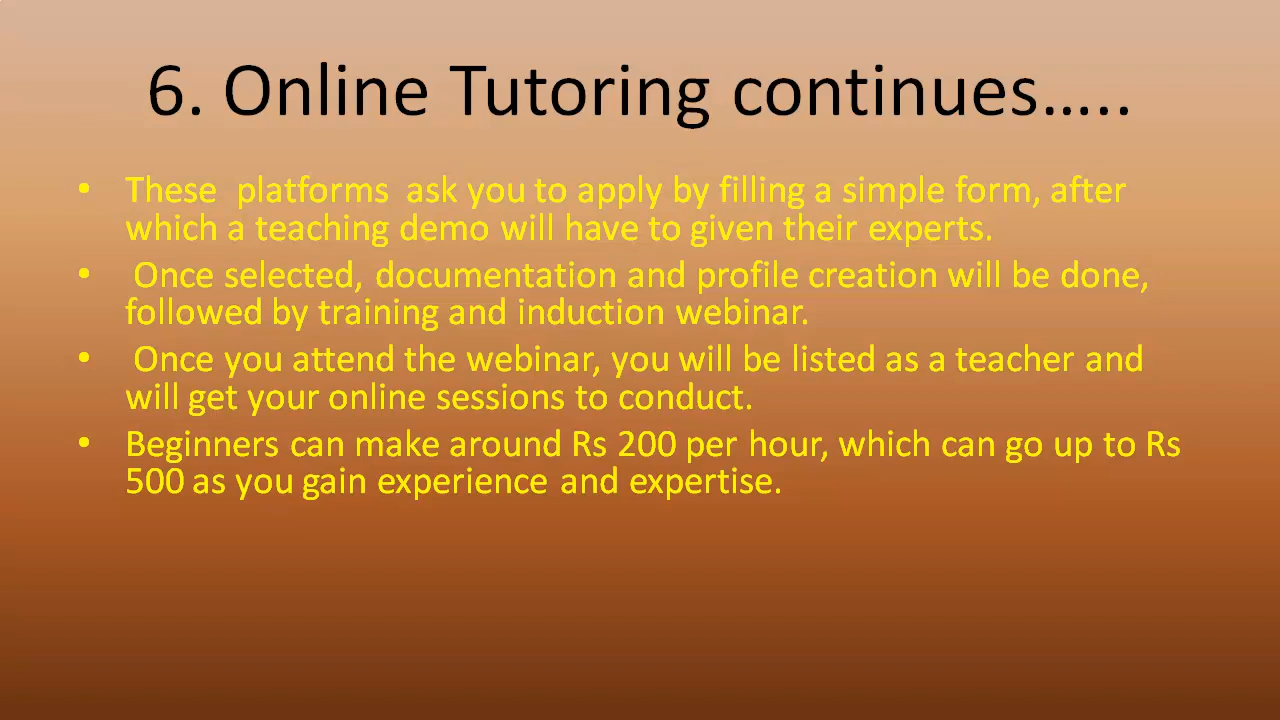 6. Online Tutoring continues…..
• These platforms ask you to apply by filling a simple form, after
which a teaching demo will have to given their experts.
• Once selected, documentation and profile creation will be done,
followed by training and induction webinar.
• Once you attend the webinar, you will be listed as a teacher and
will get your online sessions to conduct.
• Beginners can make around Rs 200 per hour, which can go up to Rs
500 as you gain experience and expertise.